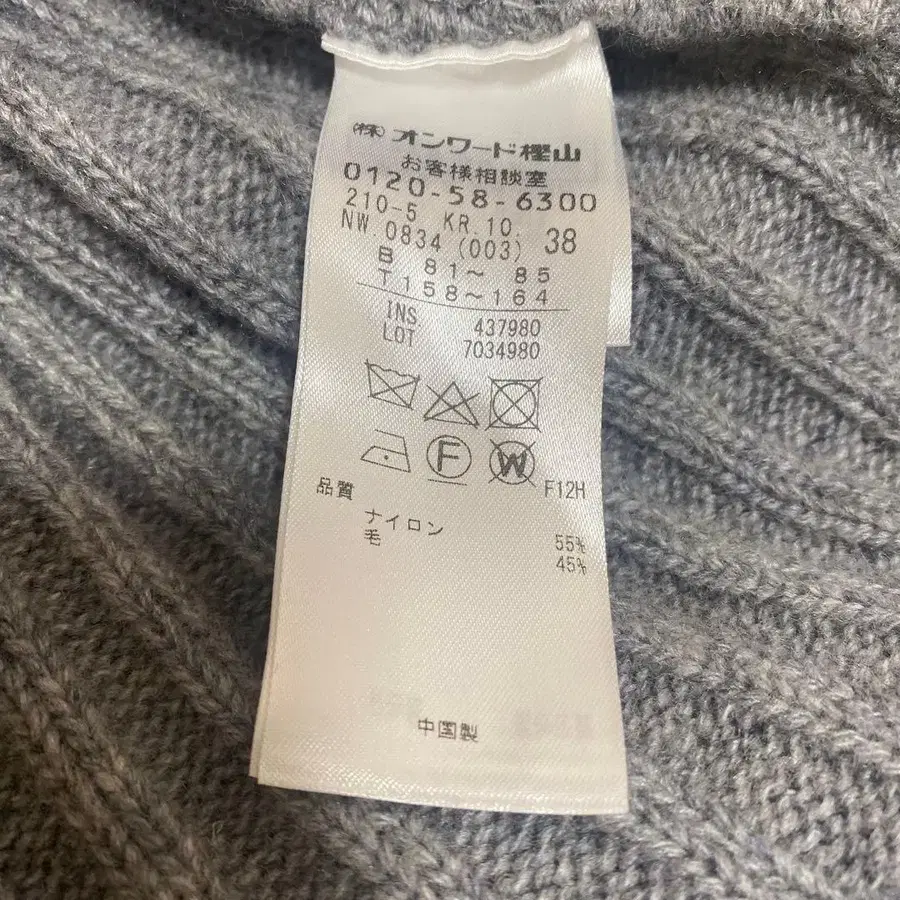 (株)オンワード樫山
お客様相談室
0120-58-6300
210-5 KR.10.
NW.0834 (003) 38
B 81～ 85
T 158～164
INS 437980
LOT 7034980
F W
F12H
品質
ナイロン 55%
毛 45%
中国製